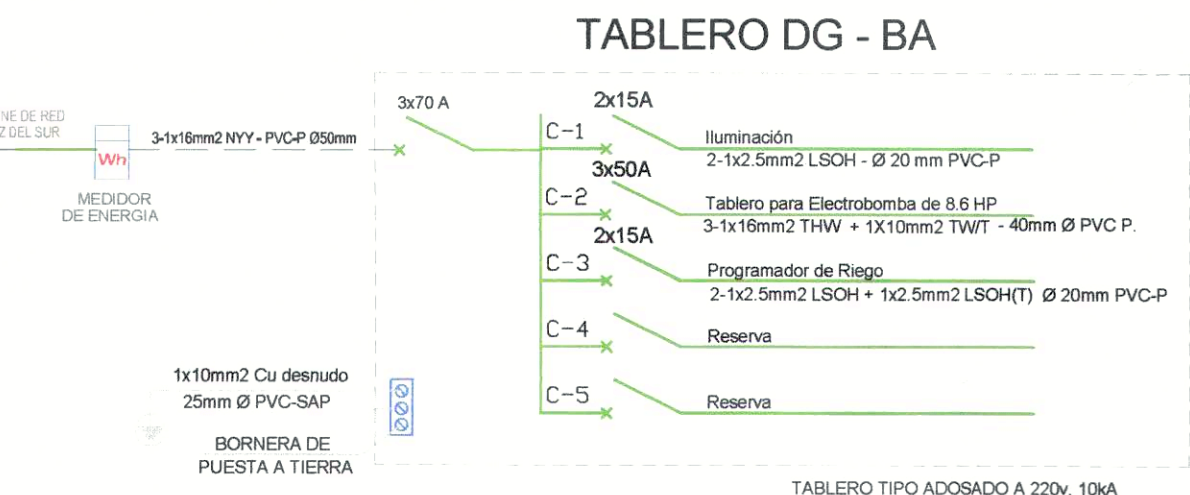 TABLERO DG - BA
NE DE RED
Z DEL SUR
Wh
MEDIDOR
DE ENERGIA
3-1x16mm2 NYY - PVC-P Ø50mm
3x70 A
C-1
2x15A
Iluminación
2-1x2.5mm2 LSOH - Ø 20 mm PVC-P
C-2
3x50A
Tablero para Electrobomba de 8.6 HP
3-1x16mm2 THW + 1X10mm2 TW/T - 40mm Ø PVC P.
C-3
2x15A
Programador de Riego
2-1x2.5mm2 LSOH + 1x2.5mm2 LSOH(T) Ø 20mm PVC-P
C-4
Reserva
C-5
Reserva
1x10mm2 Cu desnudo
25mm Ø PVC-SAP
BORNERA DE
PUESTA A TIERRA
TABLERO TIPO ADOSADO A 220v, 10kA